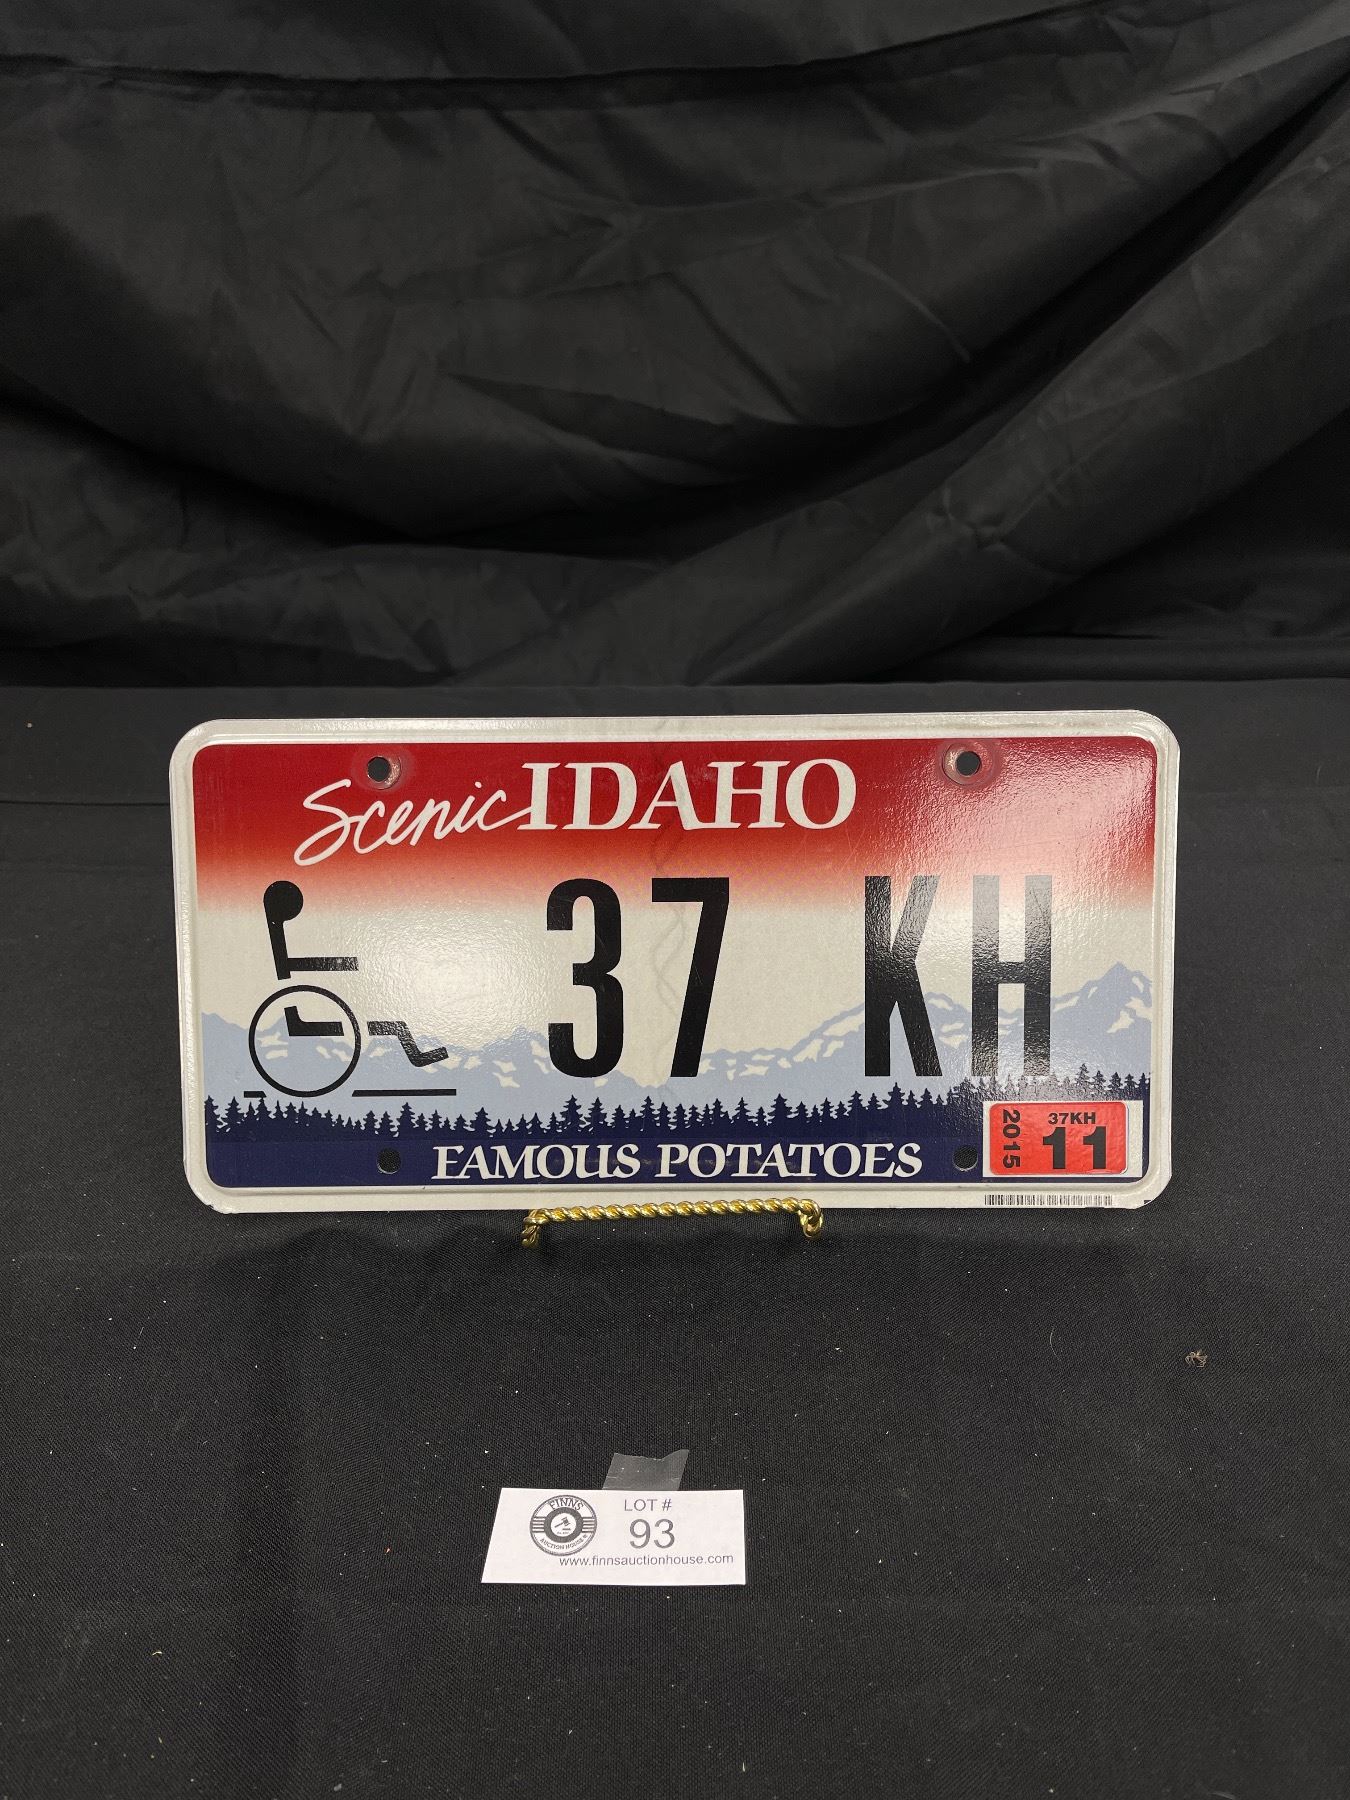 Scenic IDAHO
37 KH
2015
37KH
11
FAMOUS POTATOES
FINNS
AUCTION HOUSE
LOT #
93
www.finnsauctionhouse.com